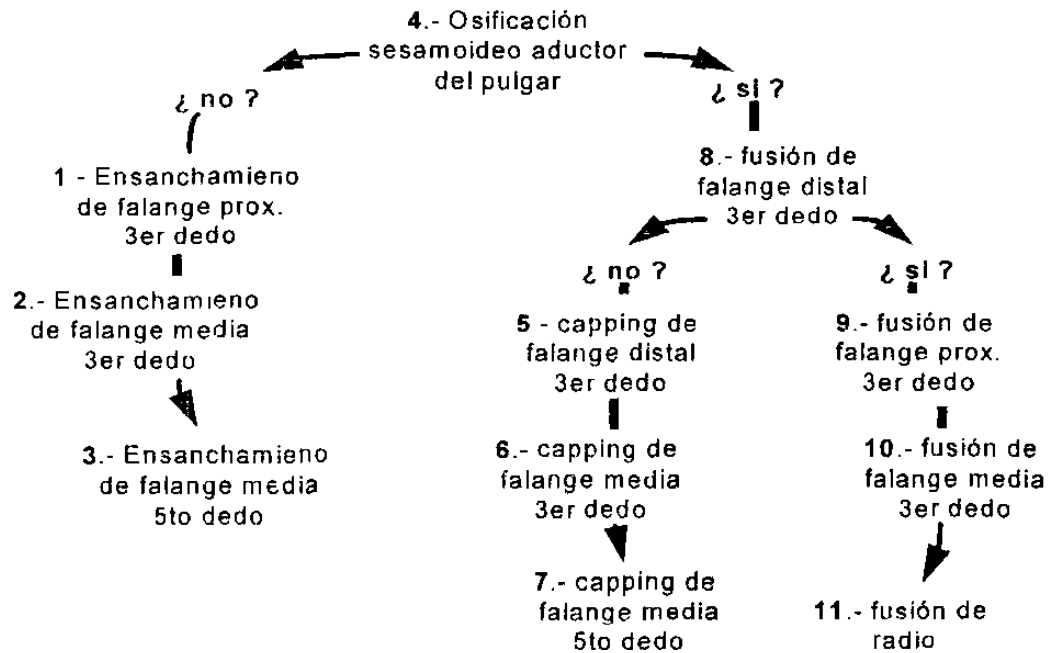 4.- Osificación
sesamoideo aductor
del pulgar
¿ no ?
1 - Ensanchamieno
de falange prox.
3er dedo
2.- Ensanchamieno
de falange media
3er dedo
3.- Ensanchamieno
de falange media
5to dedo
¿ si ?
8.- fusión de
falange distal
3er dedo
¿ no ?
5 - capping de
falange distal
3er dedo
6.- capping de
falange media
3er dedo
7.- capping de
falange media
5to dedo
¿ si ?
9.- fusión de
falange prox.
3er dedo
10.- fusión de
falange media
3er dedo
11.- fusión de
radio